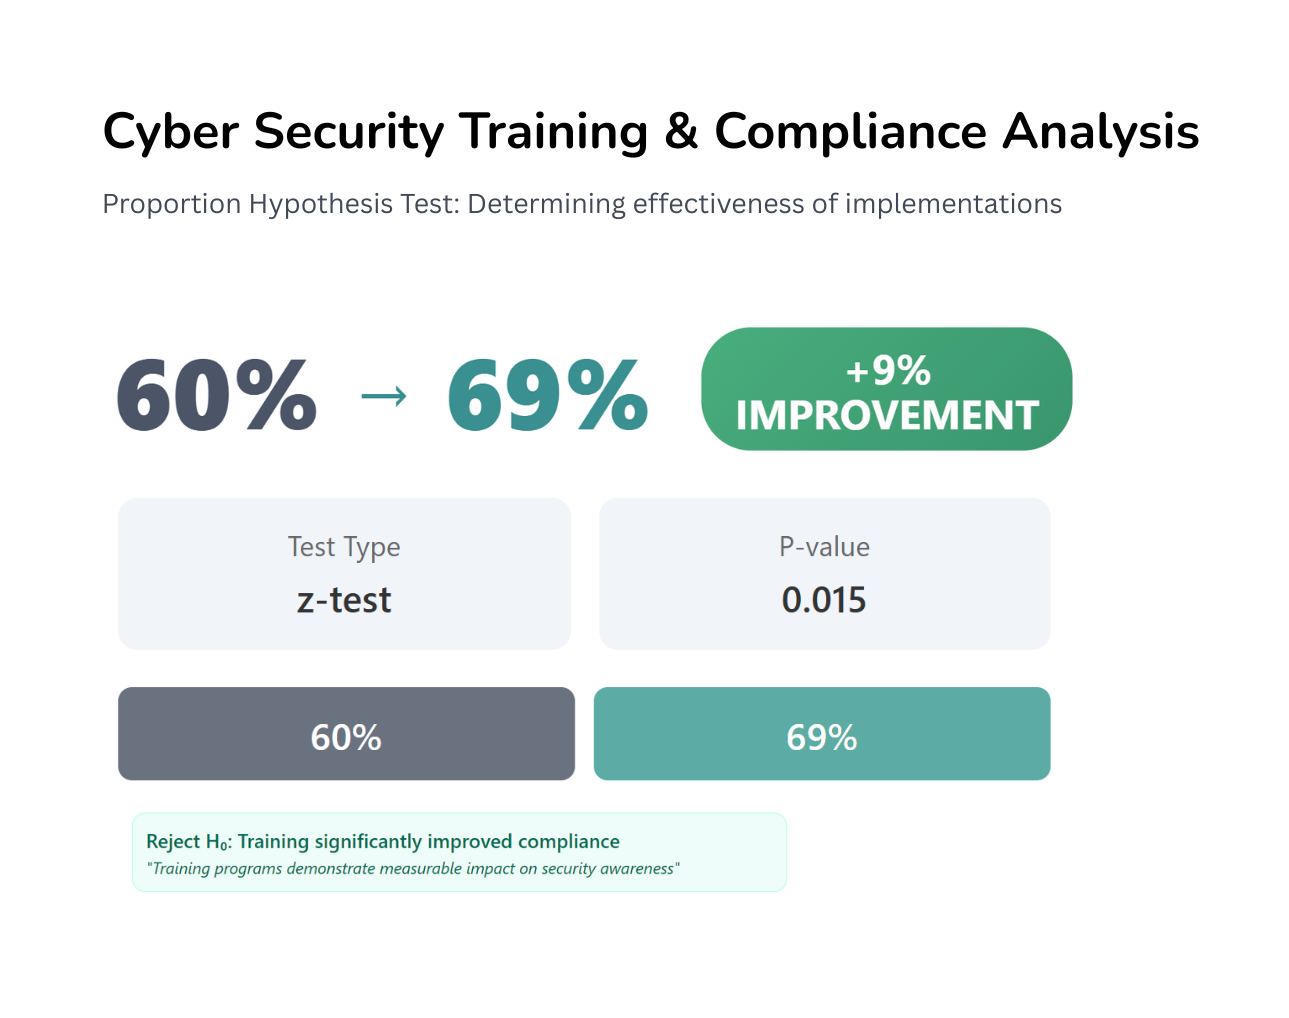 Cyber Security Training & Compliance Analysis
Proportion Hypothesis Test: Determining effectiveness of implementations
60% → 69%
+9%
IMPROVEMENT
Test Type
z-test
P-value
0.015
60%
69%
Reject H₀: Training significantly improved compliance
"Training programs demonstrate measurable impact on security awareness"